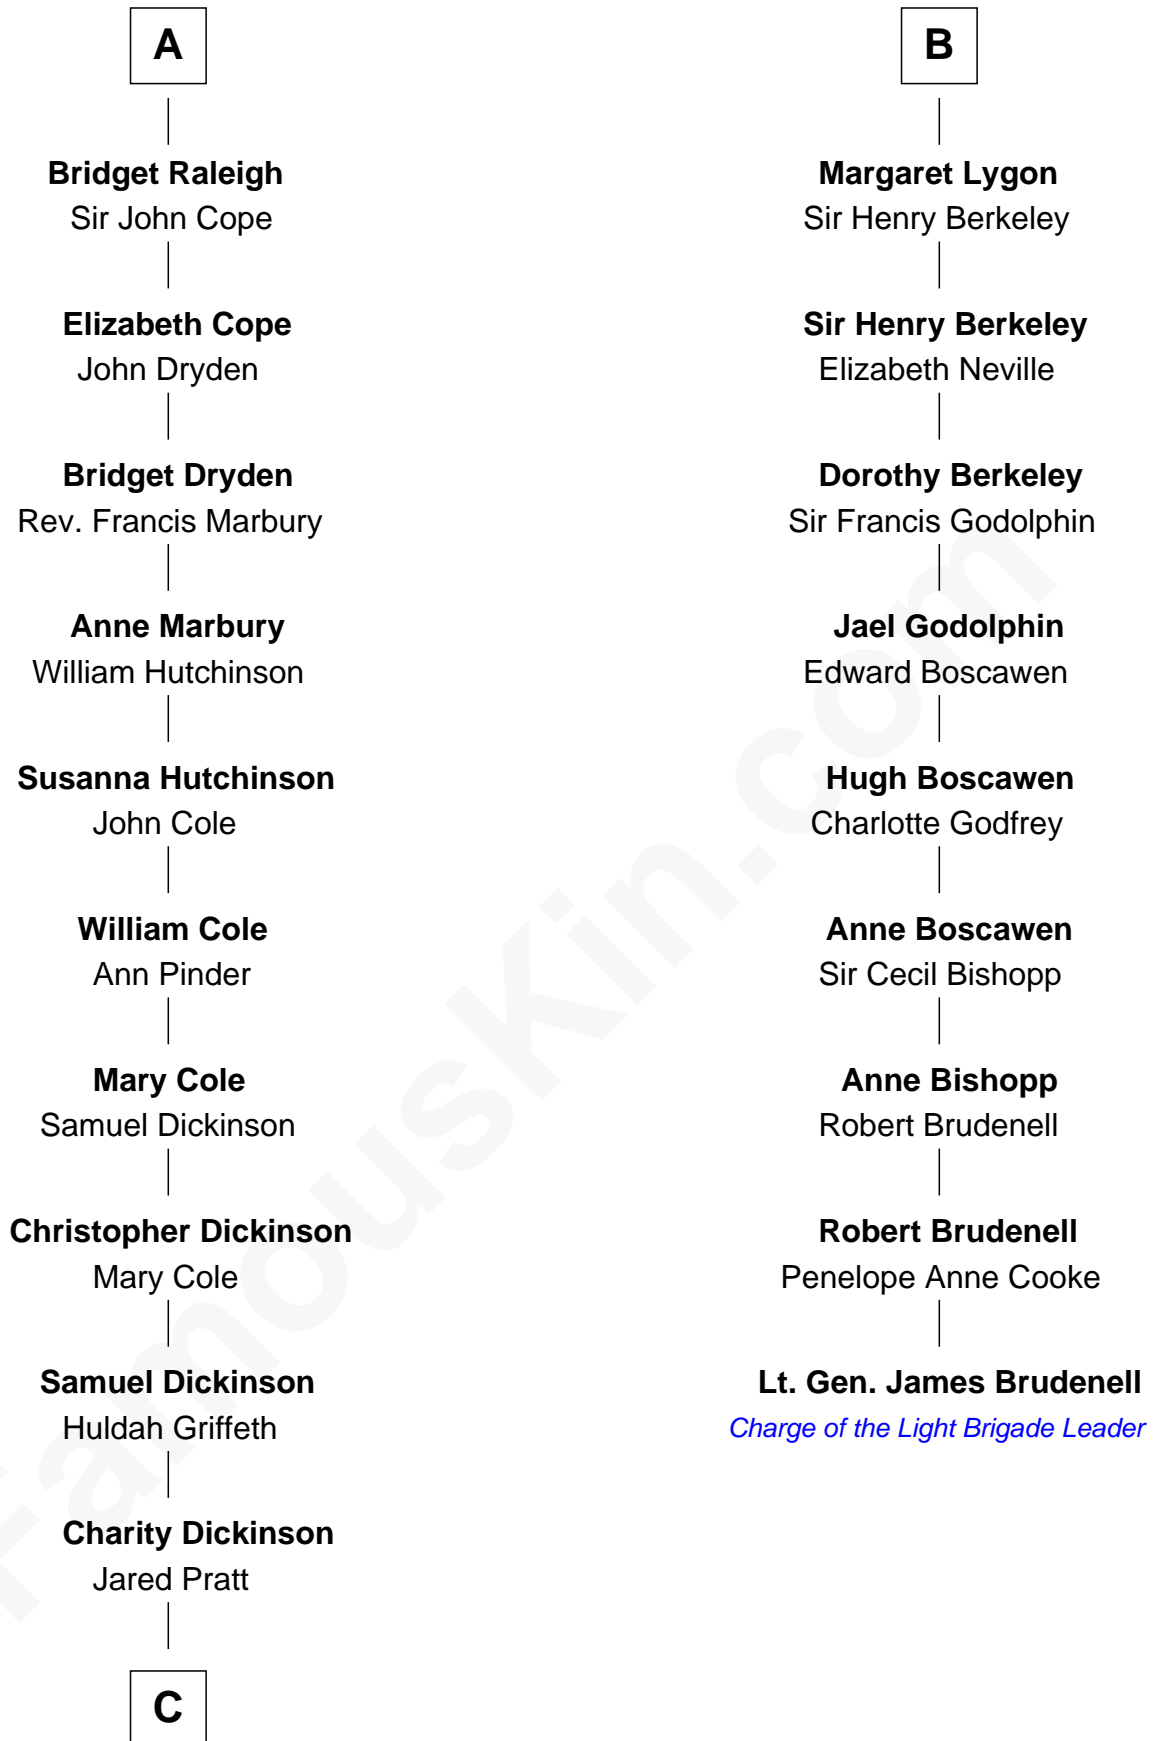 A
Bridget Raleigh
Sir John Cope
Elizabeth Cope
John Dryden
Bridget Dryden
Rev. Francis Marbury
Anne Marbury
William Hutchinson
Susanna Hutchinson
John Cole
William Cole
Ann Pinder
Mary Cole
Samuel Dickinson
Christopher Dickinson
Mary Cole
Samuel Dickinson
Huldah Griffeth
Charity Dickinson
Jared Pratt
C
B
Margaret Lygon
Sir Henry Berkeley
Sir Henry Berkeley
Elizabeth Neville
Dorothy Berkeley
Sir Francis Godolphin
Jael Godolphin
Edward Boscawen
Hugh Boscawen
Charlotte Godfrey
Anne Boscawen
Sir Cecil Bishopp
Anne Bishopp
Robert Brudenell
Robert Brudenell
Penelope Anne Cooke
Lt. Gen. James Brudenell
Charge of the Light Brigade Leader
FamousKin.com